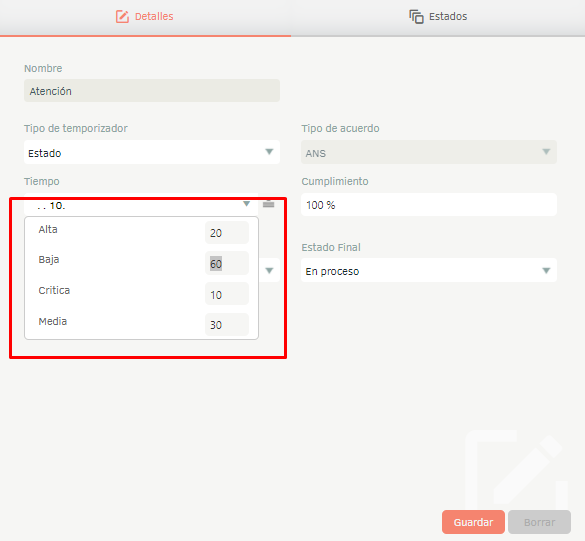 Detalles
Estados
Nombre
Atención
Tipo de temporizador
Tipo de acuerdo
Estado
ANS
Tiempo
Cumplimiento
. . 10.
100 %
Alta 20
Baja 60
Estado Final
En proceso
Critica 10
Media 30
Guardar
Borrar